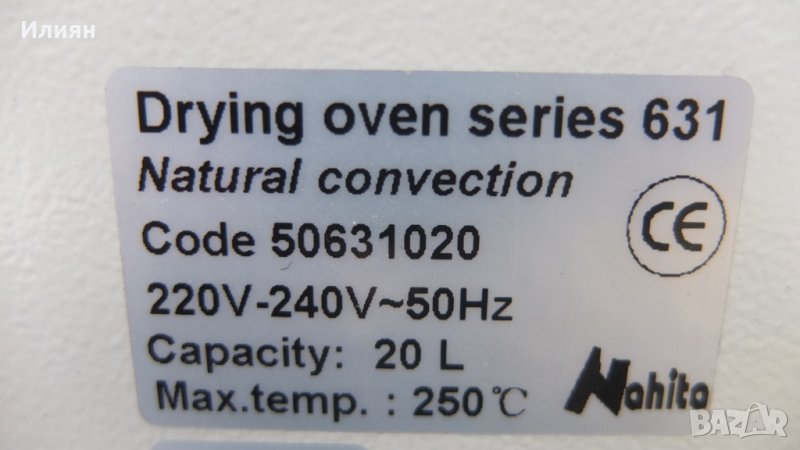 Илиян
Drying oven series 631
Natural convection
Code 50631020
CE
220V-240V~50Hz
Capacity: 20 L
Max.temp. : 250℃
Nahita
BAZAR